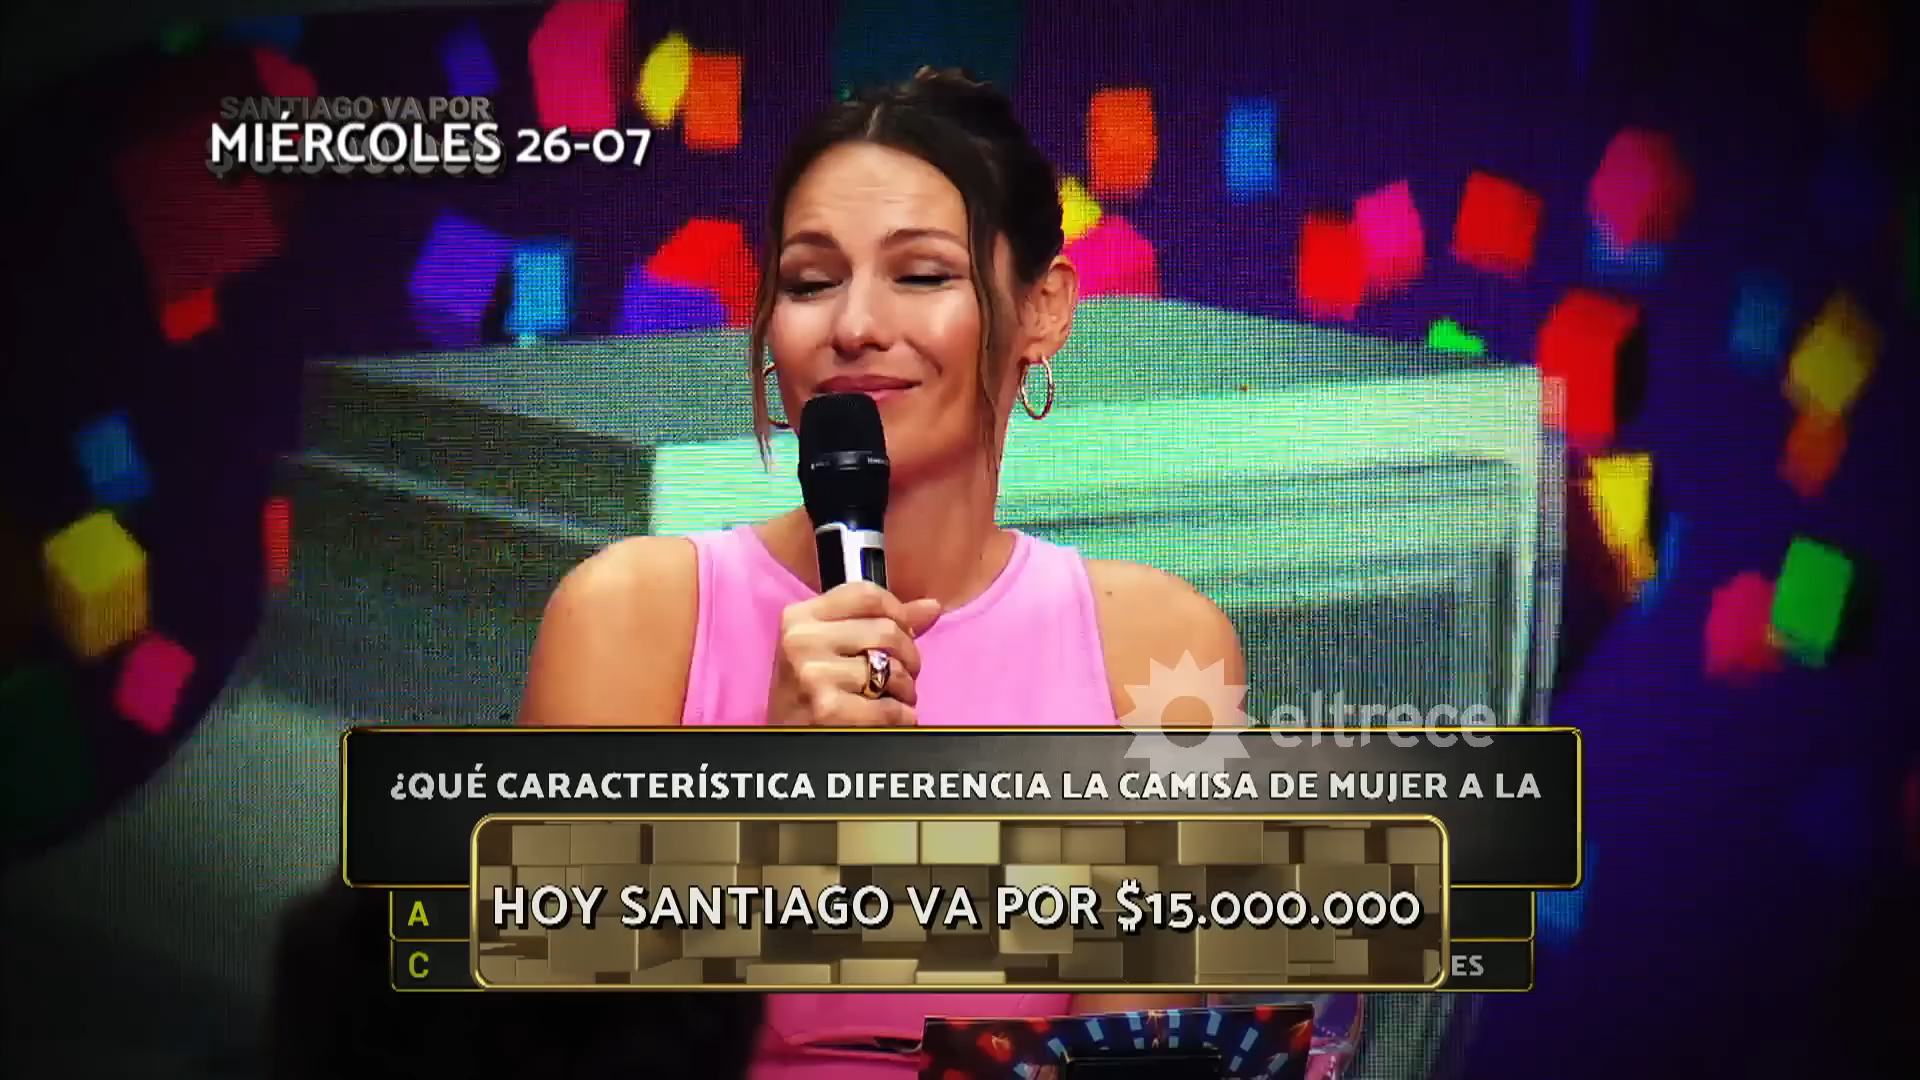 SANTIAGO VA POR
MIÉRCOLES 26-07
eltrece
¿QUÉ CARACTERÍSTICA DIFERENCIA LA CAMISA DE MUJER A LA
HOY SANTIAGO VA POR $15.000.000
A
C
ES